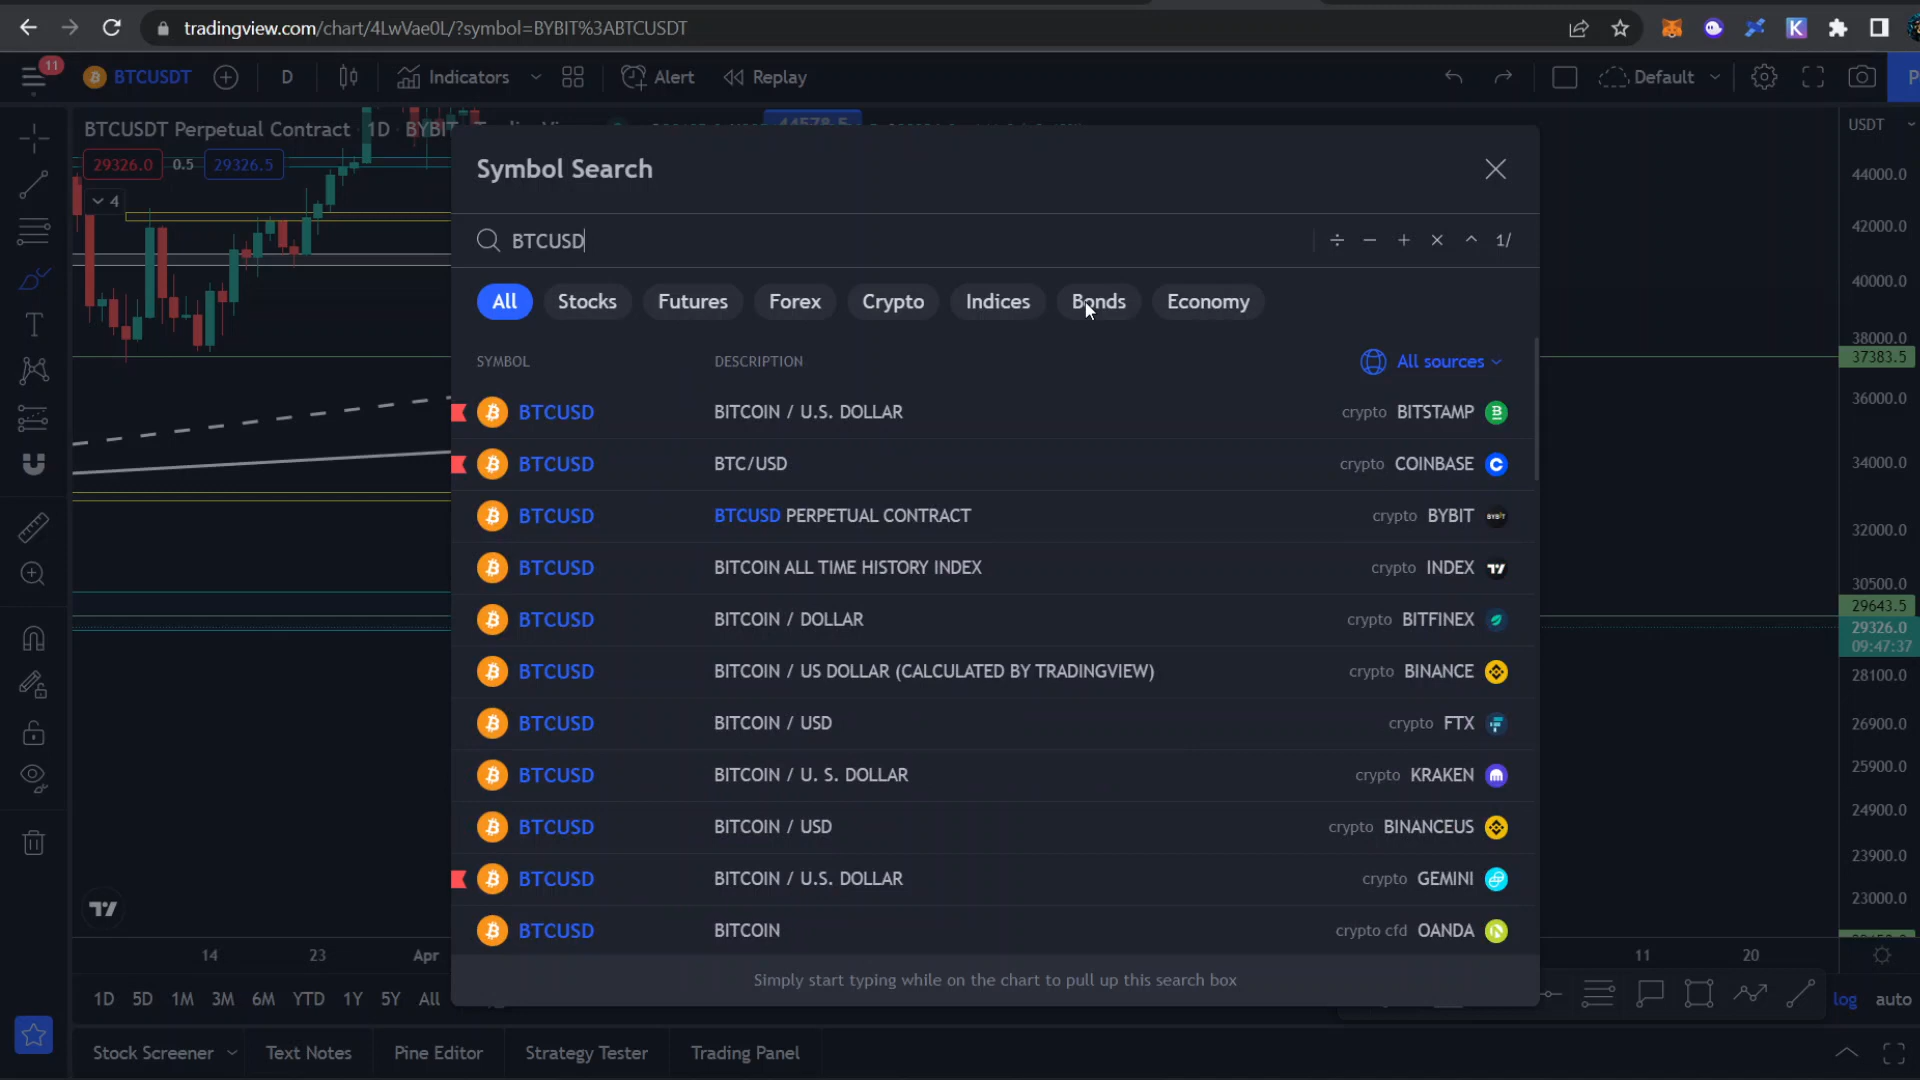 tradingview.com/chart/4LwVae0L/?symbol=BYBIT%3ABTCUSDT
11
BTCUSDT D Indicators Alert Replay Default
BTCUSDT Perpetual Contract 1D BYBIT
USDT
29326.0 0.5 29326.5
4
Symbol Search
BTCUSD
1/
All Stocks Futures Forex Crypto Indices Bonds Economy
SYMBOL DESCRIPTION All sources
BTCUSD BITCOIN / U.S. DOLLAR crypto BITSTAMP
BTCUSD BTC/USD crypto COINBASE
BTCUSD BTCUSD PERPETUAL CONTRACT crypto BYBIT
BTCUSD BITCOIN ALL TIME HISTORY INDEX crypto INDEX
BTCUSD BITCOIN / DOLLAR crypto BITFINEX
BTCUSD BITCOIN / US DOLLAR (CALCULATED BY TRADINGVIEW) crypto BINANCE
BTCUSD BITCOIN / USD crypto FTX
BTCUSD BITCOIN / U. S. DOLLAR crypto KRAKEN
BTCUSD BITCOIN / USD crypto BINANCEUS
BTCUSD BITCOIN / U.S. DOLLAR crypto GEMINI
BTCUSD BITCOIN crypto cfd OANDA
Simply start typing while on the chart to pull up this search box
44000.0
42000.0
40000.0
38000.0
37383.5
36000.0
34000.0
32000.0
30500.0
29643.5
29326.0
09:47:37
28100.0
26900.0
25900.0
24900.0
23900.0
23000.0
14 23 Apr 11 20
1D 5D 1M 3M 6M YTD 1Y 5Y All log auto
Stock Screener Text Notes Pine Editor Strategy Tester Trading Panel